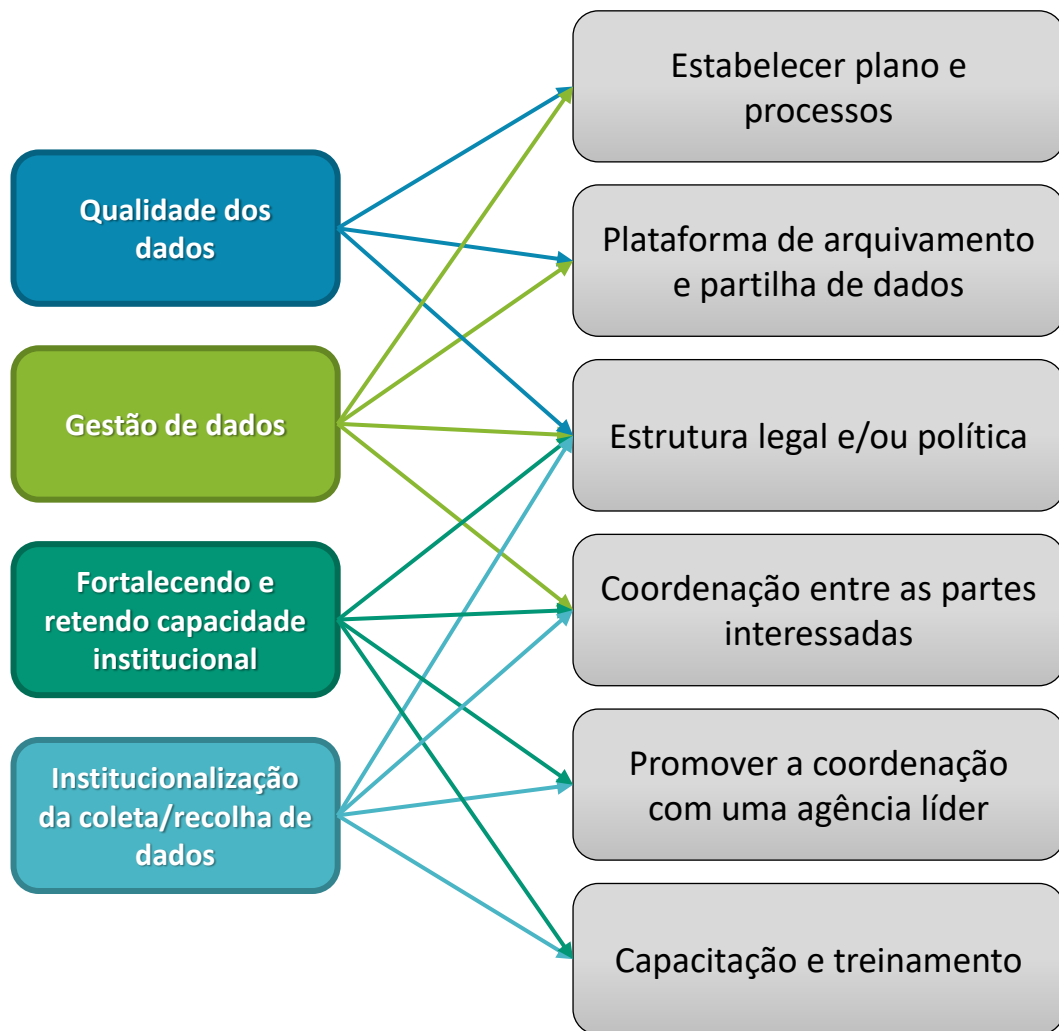 Qualidade dos
dados
Gestão de dados
Fortalecendo e
retendo capacidade
institucional
Institucionalização
da coleta/recolha de
dados
Estabelecer plano e
processos
Plataforma de arquivamento
e partilha de dados
Estrutura legal e/ou política
Coordenação entre as partes
interessadas
Promover a coordenação
com uma agência líder
Capacitação e treinamento